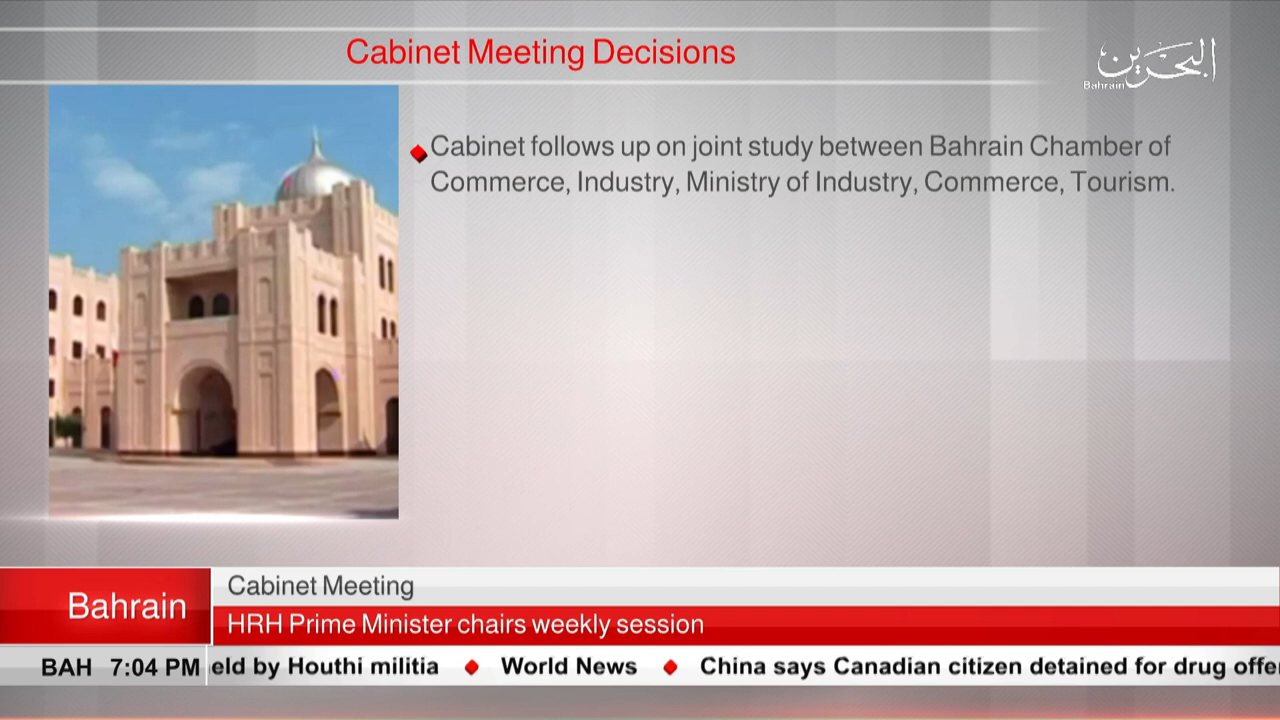 Cabinet Meeting Decisions
البحرين
Bahrain
Cabinet follows up on joint study between Bahrain Chamber of
Commerce, Industry, Ministry of Industry, Commerce, Tourism.
Bahrain
Cabinet Meeting
HRH Prime Minister chairs weekly session
BAH 7:04 PM eld by Houthi militia World News China says Canadian citizen detained for drug offe